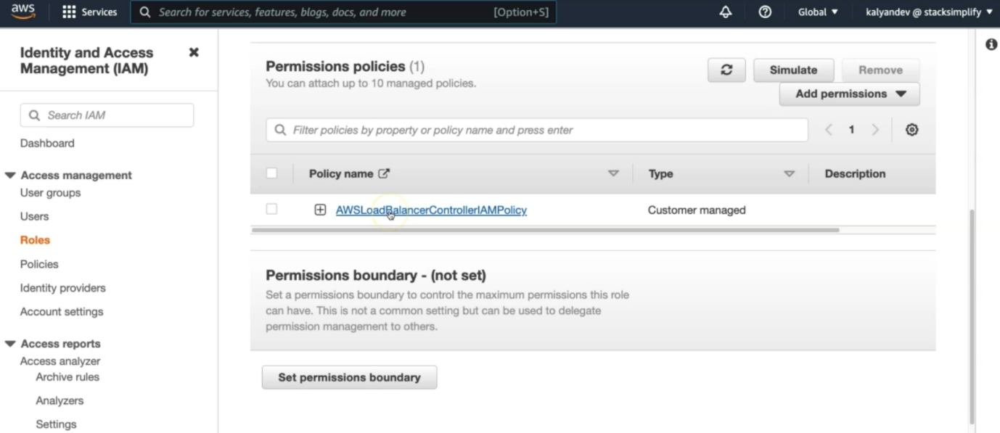 aws
Services
Search for services, features, blogs, docs, and more
[Option+S]
Global
kalyandev @ stacksimplify
Identity and Access
Management (IAM)
Search IAM
Dashboard
Access management
User groups
Users
Roles
Policies
Identity providers
Account settings
Access reports
Access analyzer
Archive rules
Analyzers
Settings
Permissions policies (1)
You can attach up to 10 managed policies.
Simulate
Remove
Add permissions
Filter policies by property or policy name and press enter
1
Policy name
Type
Description
AWSLoadBalancerControllerIAMPolicy
Customer managed
Permissions boundary - (not set)
Set a permissions boundary to control the maximum permissions this role
can have. This is not a common setting but can be used to delegate
permission management to others.
Set permissions boundary